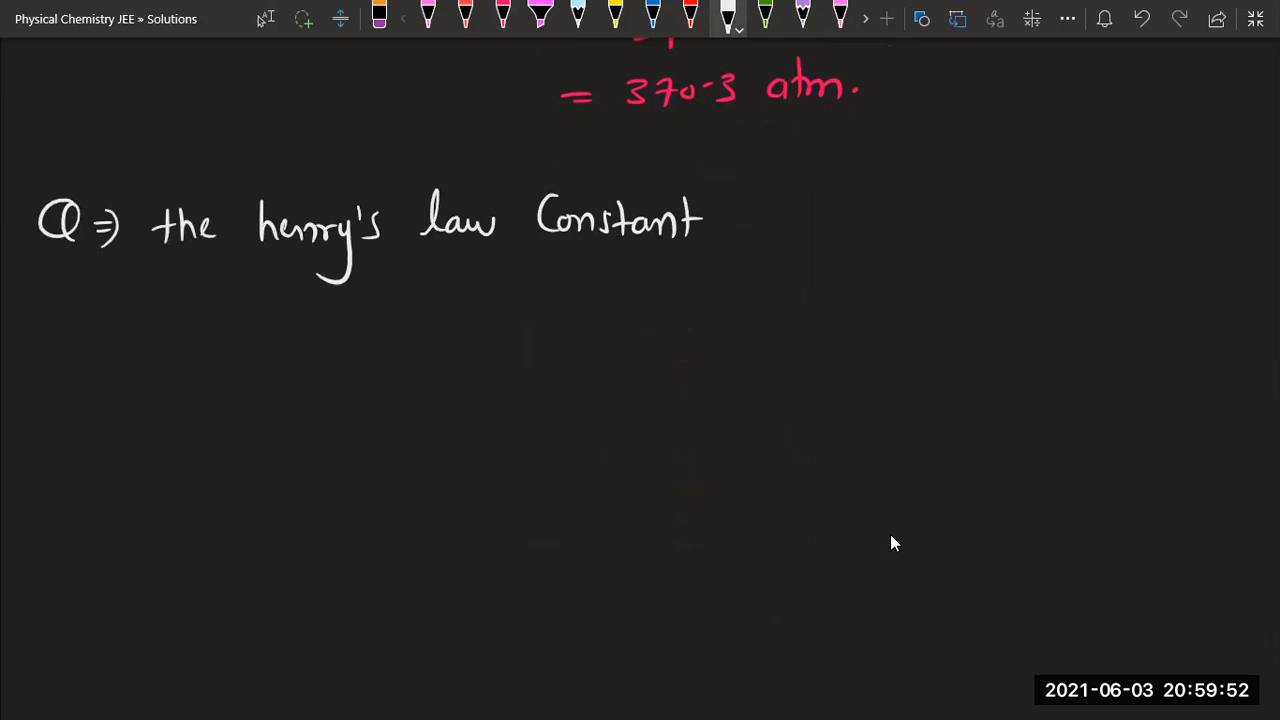 Physical Chemistry JEE » Solutions
= 370.3 atm.
Q⇒ the henry's law Constant
2021-06-03 20:59:52